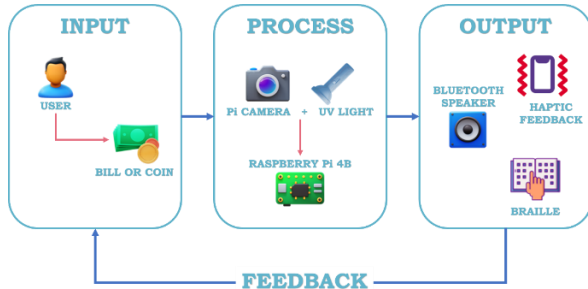 INPUT
USER
BILL OR COIN
PROCESS
Pi CAMERA + UV LIGHT
RASPBERRY Pi 4B
OUTPUT
BLUETOOTH
SPEAKER
HAPTIC
FEEDBACK
BRAILLE
FEEDBACK